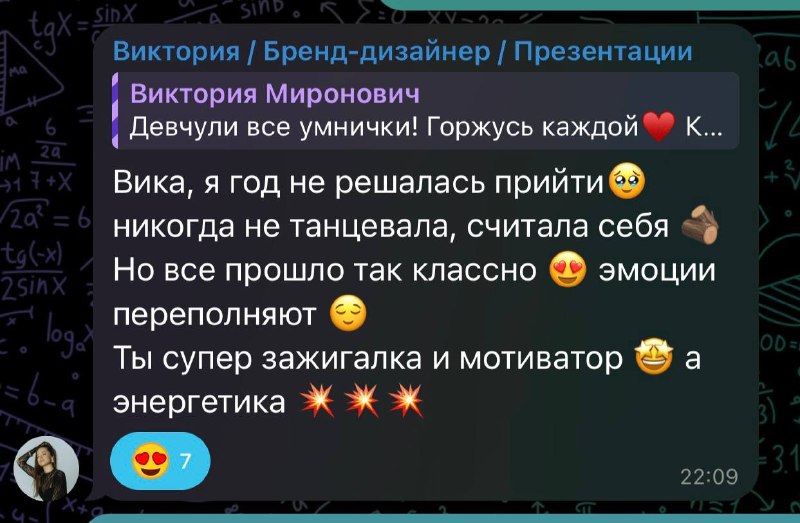 Виктория / Бренд-дизайнер / Презентации
Виктория Миронович
Девчули все умнички! Горжусь каждой❤️ К...
Вика, я год не решалась прийти🥹
никогда не танцевала, считала себя 🪵
Но все прошло так классно 😍 эмоции
переполняют 😌
Ты супер зажигалка и мотиватор 🤩 а
энергетика 💥💥💥
😍 7
22:09